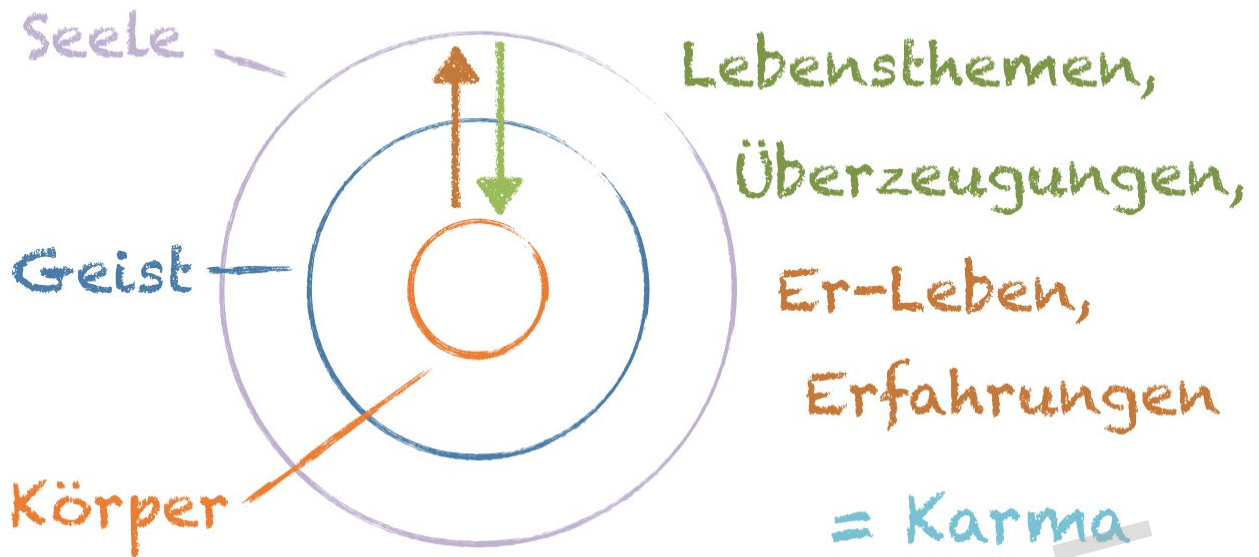 Seele
Geist
Körper
Lebensthemen,
Überzeugungen,
Er-Leben,
Erfahrungen
= Karma